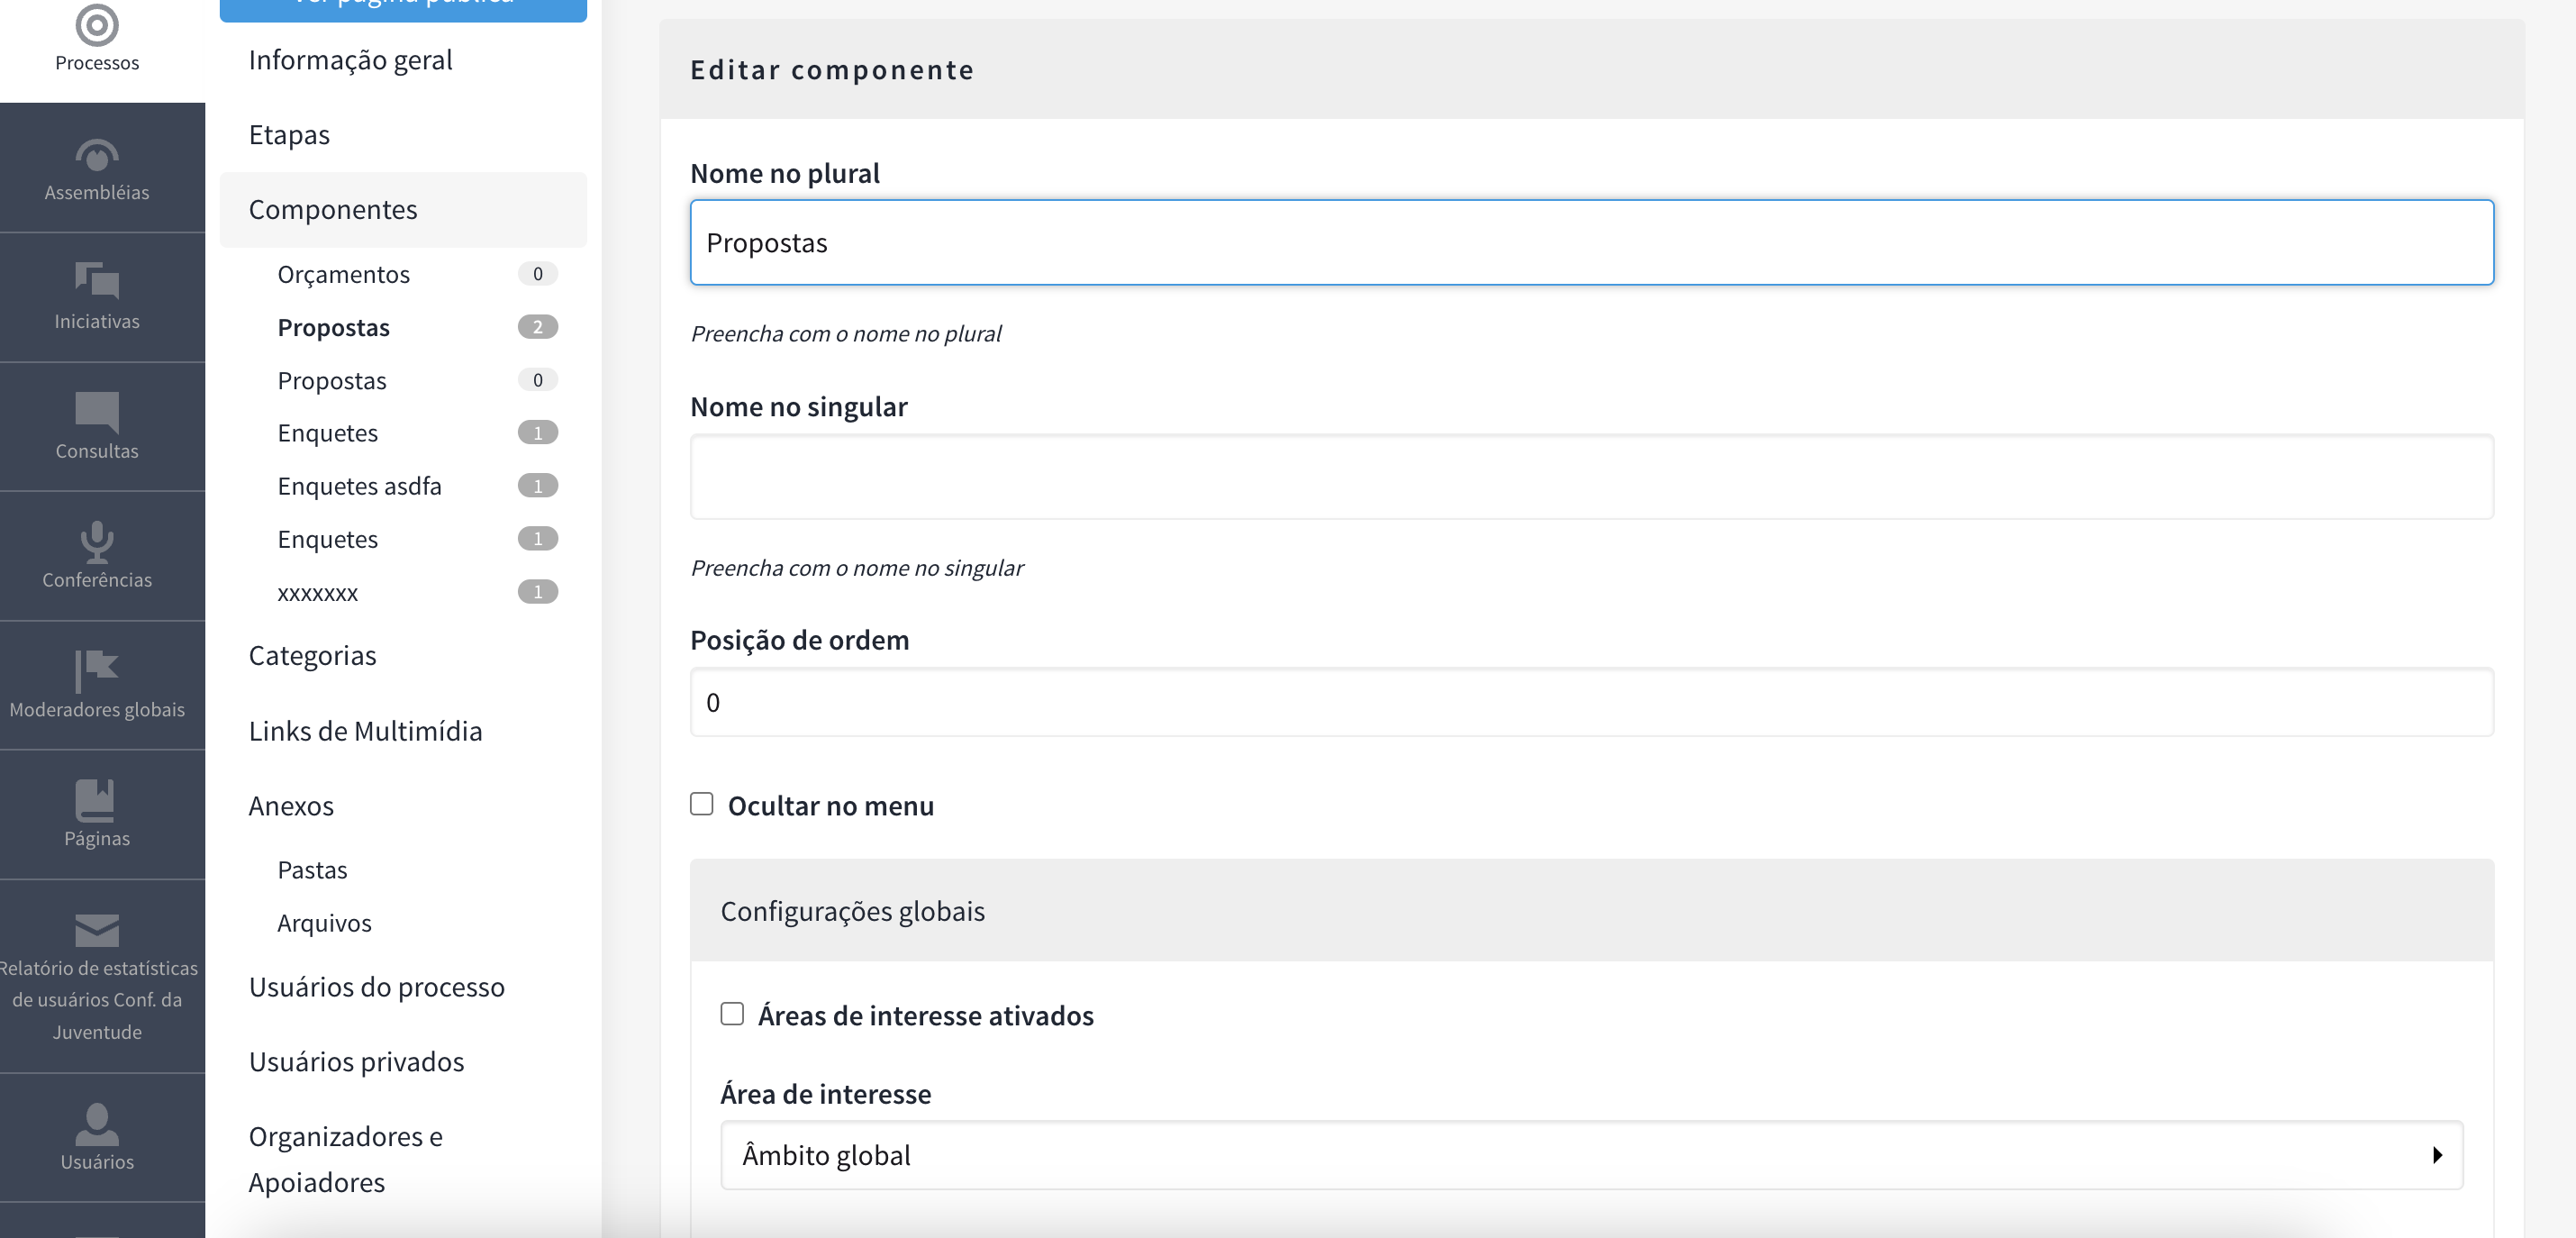 Ver página pública
Processos
Assembléias
Iniciativas
Consultas
Conferências
Moderadores globais
Páginas
Relatório de estatísticas
de usuários Conf. da
Juventude
Usuários
Informação geral
Etapas
Componentes
Orçamentos 0
Propostas 2
Propostas 0
Enquetes 1
Enquetes asdfa 1
Enquetes 1
xxxxxxx 1
Categorias
Links de Multimídia
Anexos
Pastas
Arquivos
Usuários do processo
Usuários privados
Organizadores e
Apoiadores
Editar componente
Nome no plural
Propostas
Preencha com o nome no plural
Nome no singular
Preencha com o nome no singular
Posição de ordem
0
Ocultar no menu
Configurações globais
Áreas de interesse ativados
Área de interesse
Âmbito global